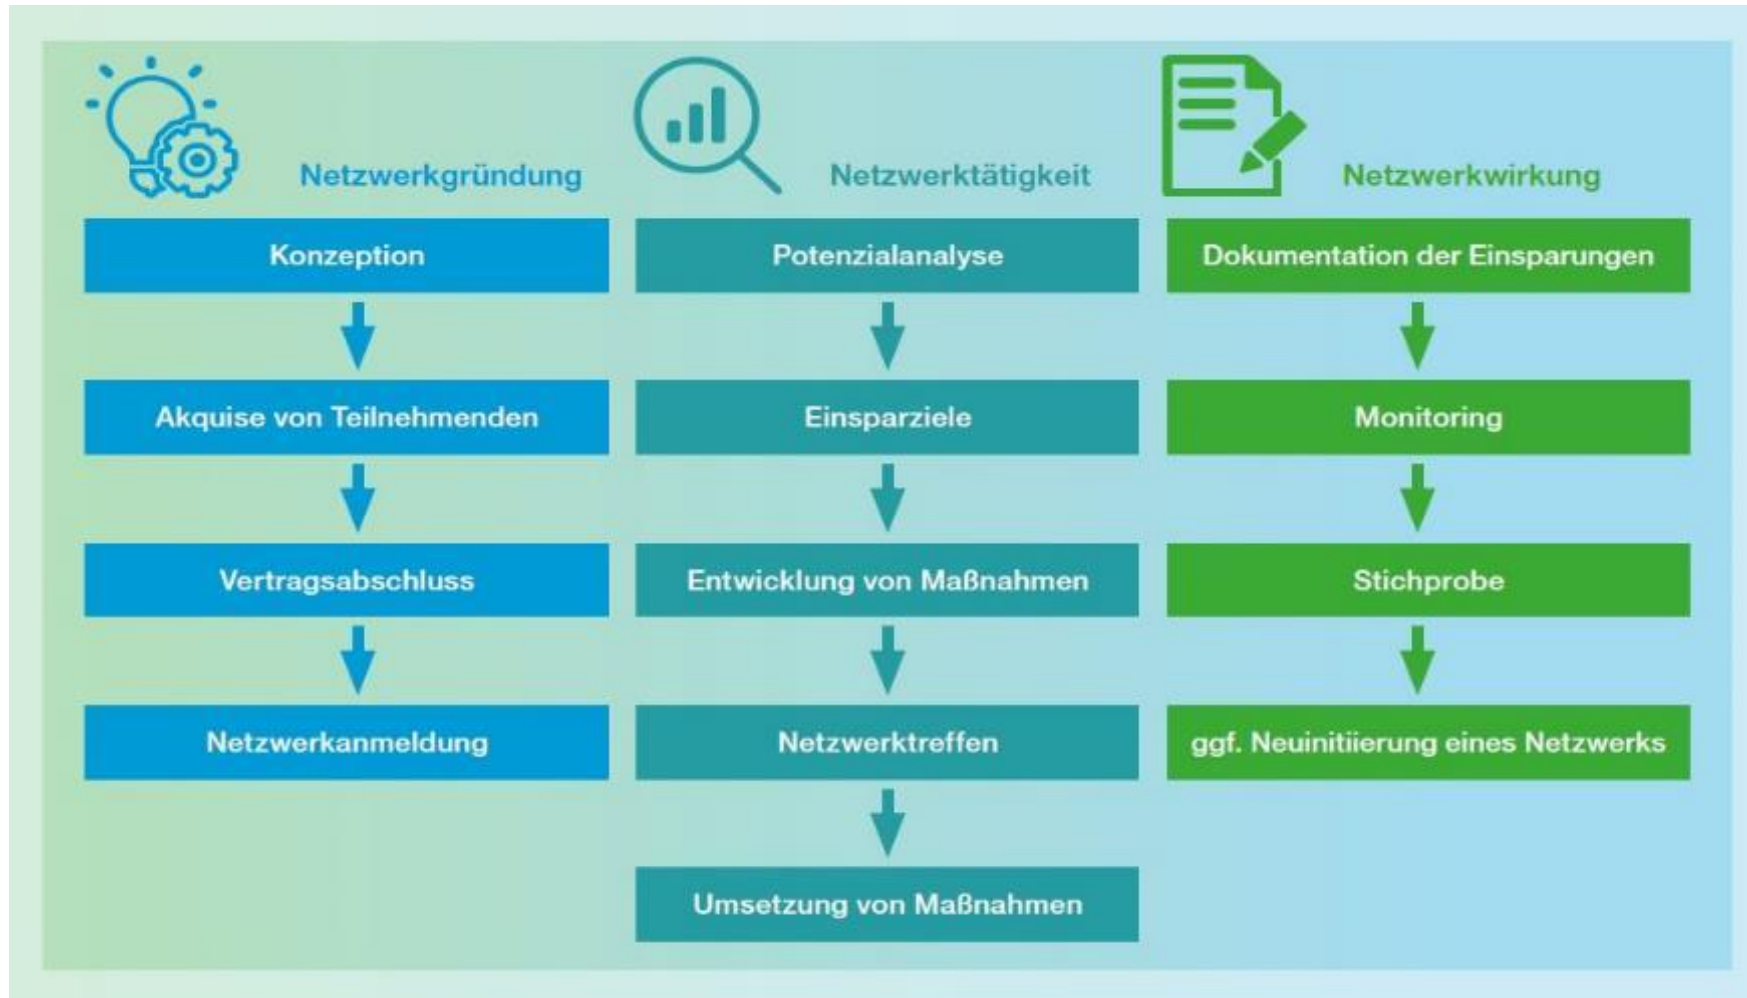 Netzwerkgründung
Konzeption
Akquise von Teilnehmenden
Vertragsabschluss
Netzwerkanmeldung
Netzwerktätigkeit
Potenzialanalyse
Einsparziele
Entwicklung von Maßnahmen
Netzwerktreffen
Umsetzung von Maßnahmen
Netzwerkwirkung
Dokumentation der Einsparungen
Monitoring
Stichprobe
ggf. Neuinitiierung eines Netzwerks